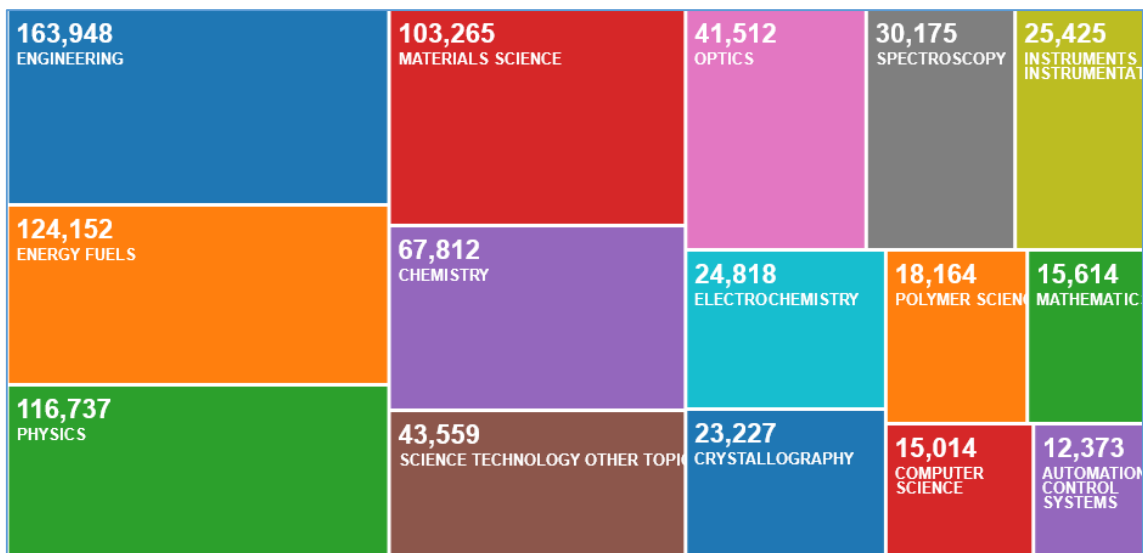 163,948
ENGINEERING
124,152
ENERGY FUELS
116,737
PHYSICS
103,265
MATERIALS SCIENCE
67,812
CHEMISTRY
43,559
SCIENCE TECHNOLOGY OTHER TOPI
41,512
OPTICS
30,175
SPECTROSCOPY
25,425
INSTRUMENTS
INSTRUMENTAT
24,818
ELECTROCHEMISTRY
23,227
CRYSTALLOGRAPHY
18,164
POLYMER SCIEN
15,614
MATHEMATIC
15,014
COMPUTER
SCIENCE
12,373
AUTOMATION
CONTROL
SYSTEMS